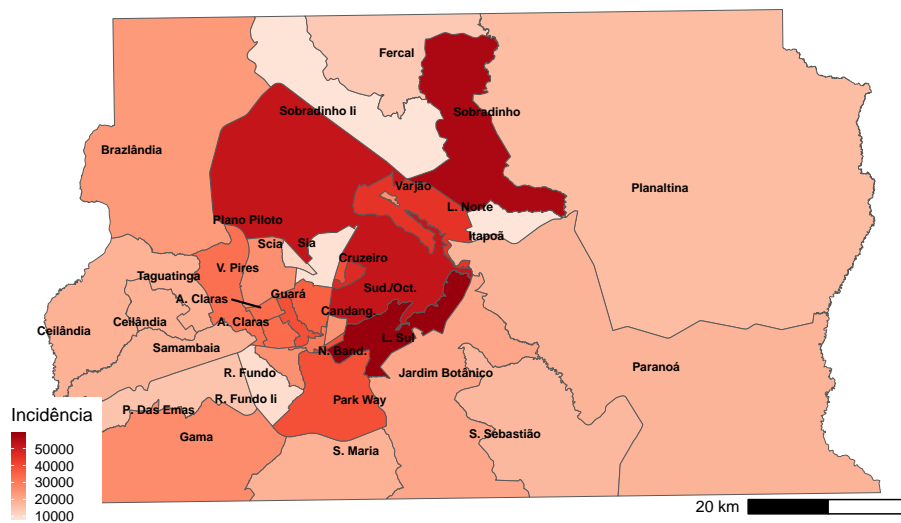 Fercal
Sobradinho Ii
Sobradinho
Brazlândia
Varjão
Planaltina
L. Norte
Plano Piloto
Itapoã
Scia
Sia
Cruzeiro
V. Pires
Taguatinga
Sud./Oct.
Guará
A. Claras
Candang.
Ceilândia
A. Claras
Ceilândia
L. Sul
Samambaia
N. Band.
Paranoá
R. Fundo
Jardim Botânico
R. Fundo Ii
Park Way
P. Das Emas
Gama
S. Sebastião
S. Maria
Incidência
50000
40000
30000
20000
10000
20 km